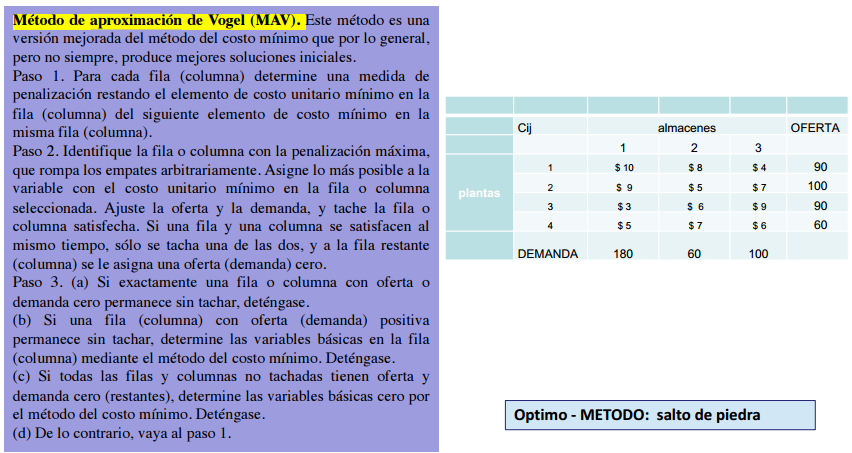 Método de aproximación de Vogel (MAV). Este método es una
versión mejorada del método del costo mínimo que por lo general,
pero no siempre, produce mejores soluciones iniciales.
Paso 1. Para cada fila (columna) determine una medida de
penalización restando el elemento de costo unitario mínimo en la
fila (columna) del siguiente elemento de costo mínimo en la
misma fila (columna).
Paso 2. Identifique la fila o columna con la penalización máxima,
que rompa los empates arbitrariamente. Asigne lo más posible a la
variable con el costo unitario mínimo en la fila o columna
seleccionada. Ajuste la oferta y la demanda, y tache la fila o
columna satisfecha. Si una fila y una columna se satisfacen al
mismo tiempo, sólo se tacha una de las dos, y a la fila restante
(columna) se le asigna una oferta (demanda) cero.
Paso 3. (a) Si exactamente una fila o columna con oferta o
demanda cero permanece sin tachar, deténgase.
(b) Si una fila (columna) con oferta (demanda) positiva
permanece sin tachar, determine las variables básicas en la fila
(columna) mediante el método del costo mínimo. Deténgase.
(c) Si todas las filas y columnas no tachadas tienen oferta y
demanda cero (restantes), determine las variables básicas cero por
el método del costo mínimo. Deténgase.
(d) De lo contrario, vaya al paso 1.
Cij almacenes OFERTA
1 2 3
plantas
1 $ 10 $ 8 $ 4 90
2 $ 9 $ 5 $ 7 100
3 $ 3 $ 6 $ 9 90
4 $ 5 $ 7 $ 6 60
DEMANDA 180 60 100
Optimo - METODO: salto de piedra